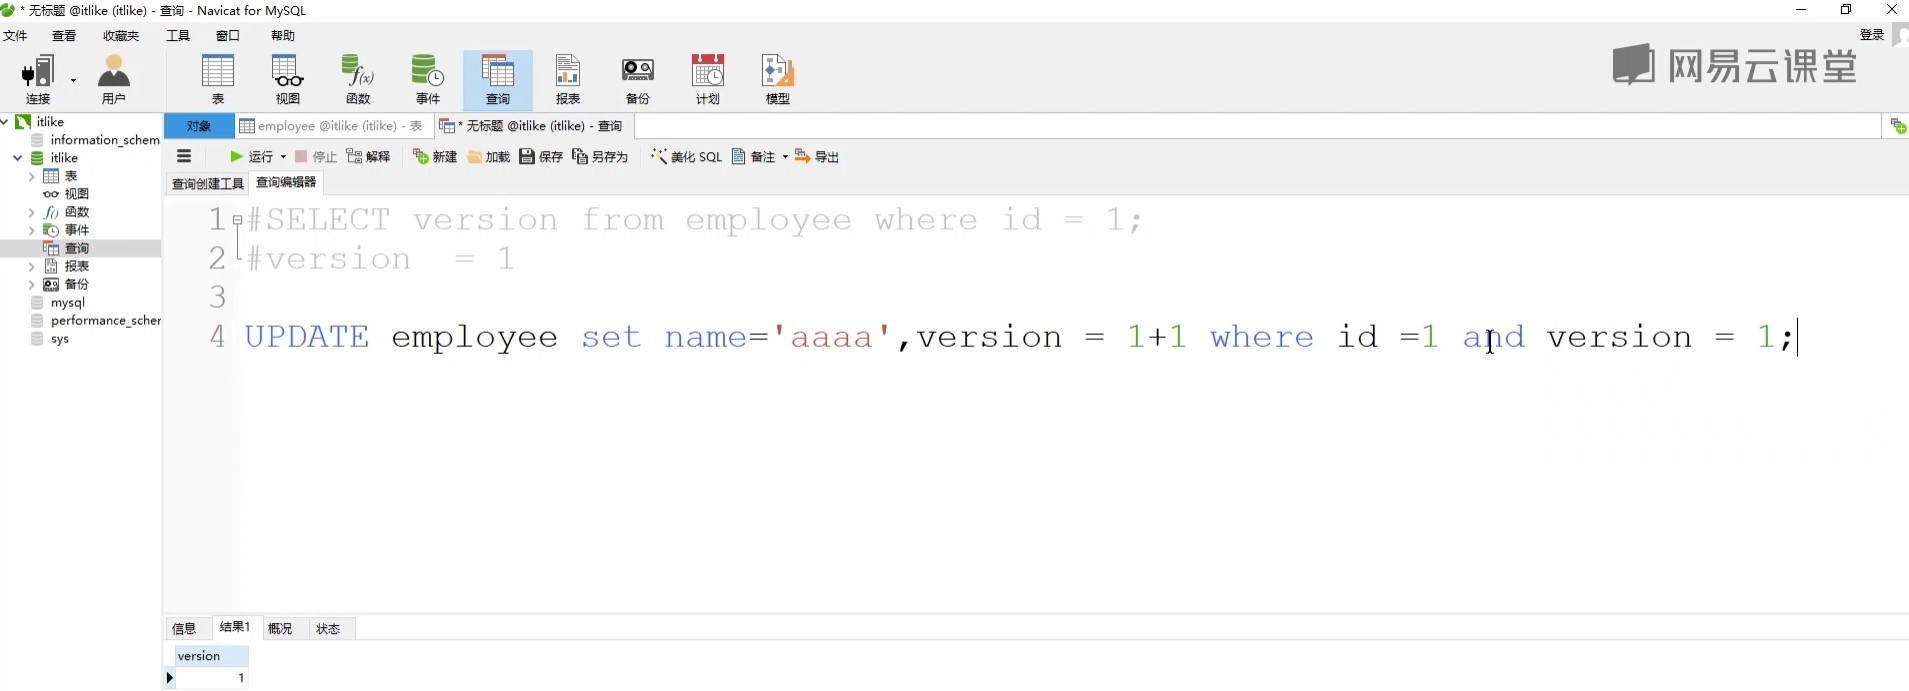 * 无标题 @itlike (itlike) - 查询 - Navicat for MySQL
文件 查看 收藏夹 工具 窗口 帮助
登录
连接 用户 表 视图 函数 事件 查询 报表 备份 计划 模型
网易云课堂
itlike
information_schem
itlike
表
视图
函数
事件
查询
报表
备份
mysql
performance_scher
sys
对象 employee @itlike (itlike) - 表 * 无标题 @itlike (itlike) - 查询
运行 停止 解释 新建 加载 保存 另存为 美化 SQL 备注 导出
查询创建工具 查询编辑器
1 #SELECT version from employee where id = 1;
2 #version = 1
3
4 UPDATE employee set name='aaaa',version = 1+1 where id =1 and version = 1;
信息 结果1 概况 状态
version
1